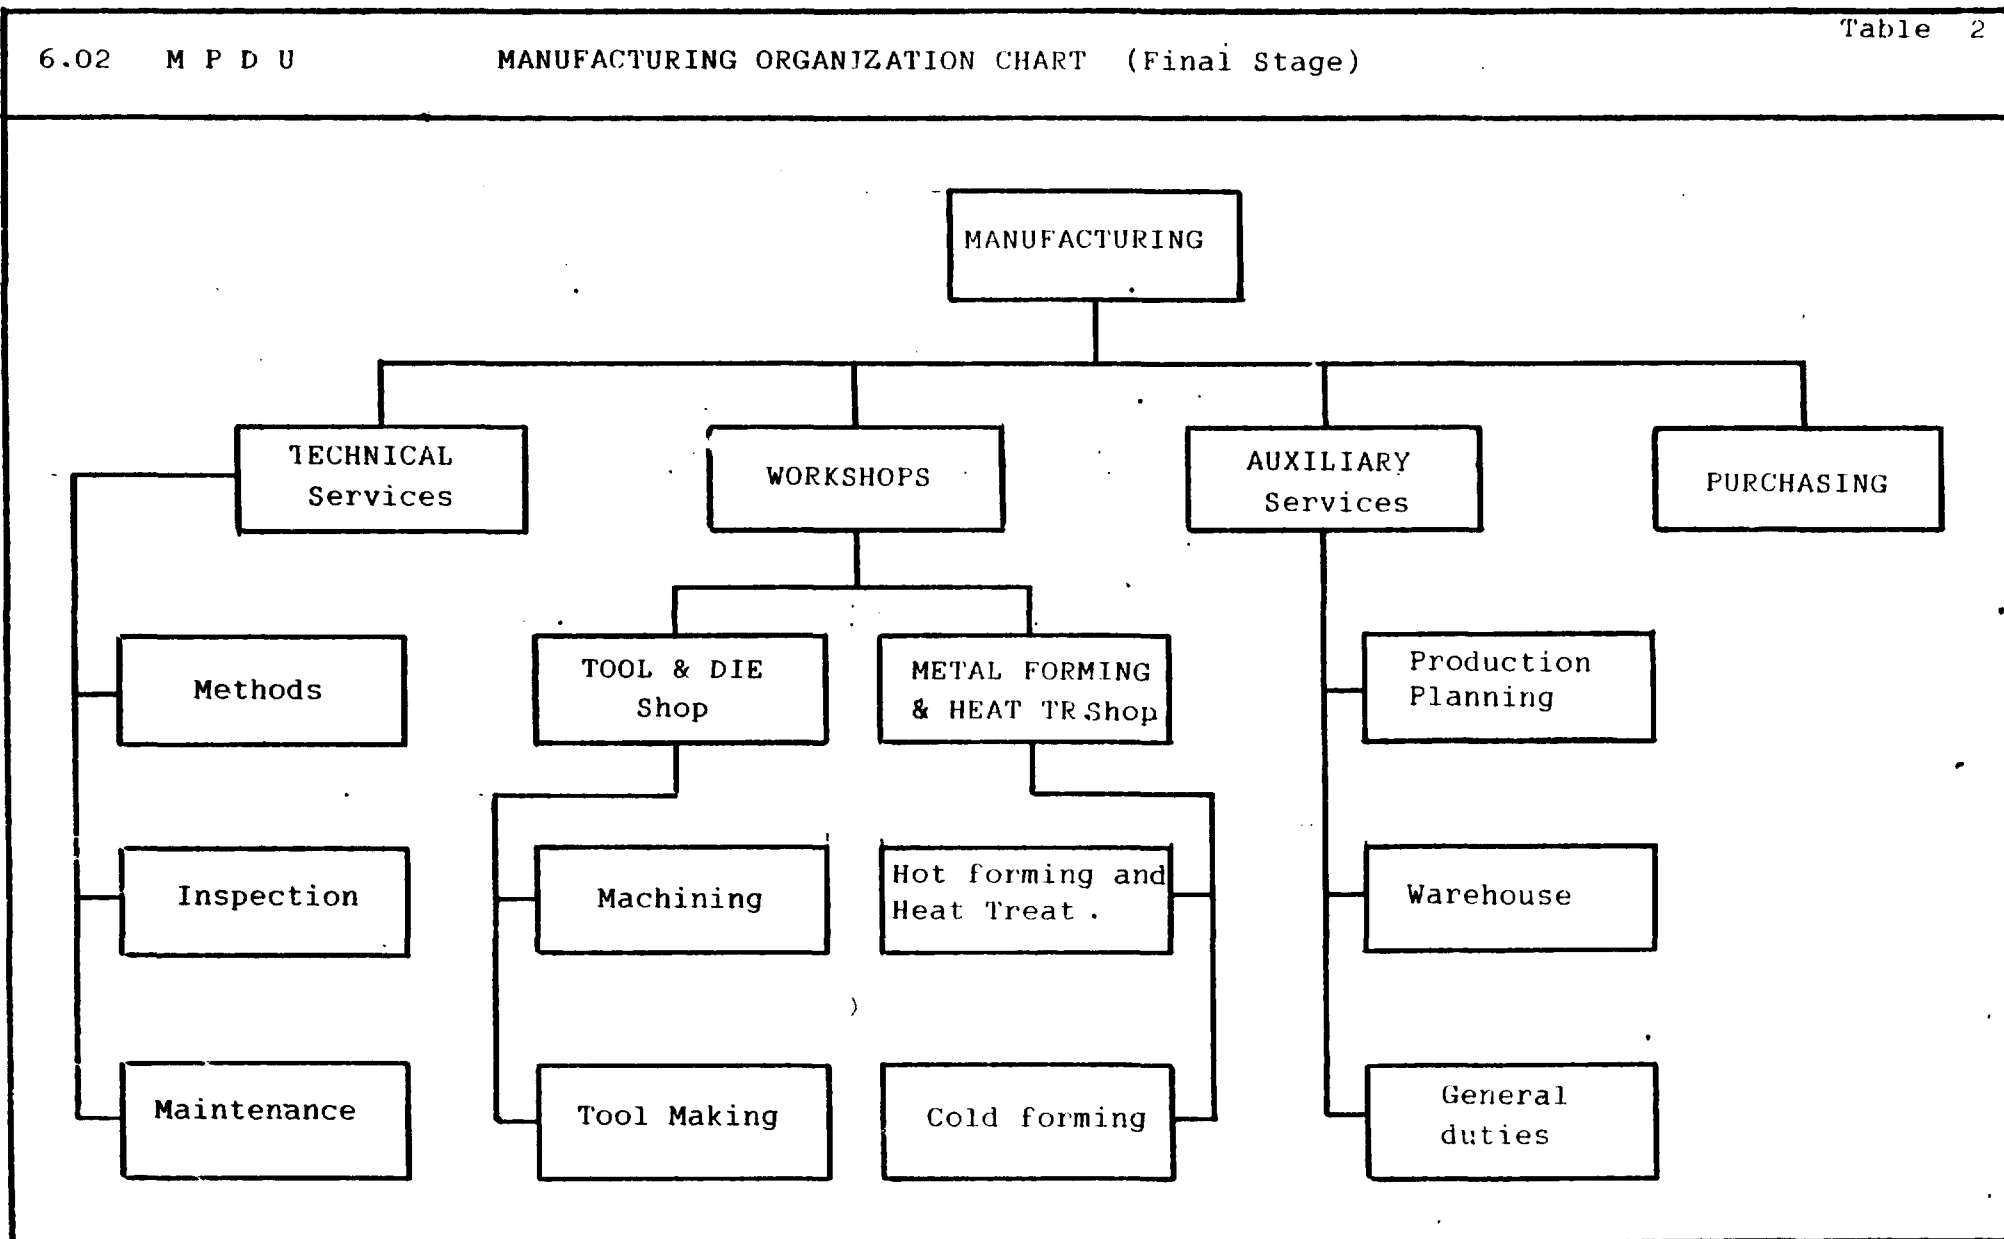 Table 2
6.02 M P D U MANUFACTURING ORGANIZATION CHART (Final Stage)
MANUFACTURING
TECHNICAL
Services
WORKSHOPS
AUXILIARY
Services
PURCHASING
Methods
TOOL & DIE
Shop
METAL FORMING
& HEAT TR.Shop
Production
Planning
Inspection
Machining
Hot forming and
Heat Treat.
Warehouse
Maintenance
Tool Making
Cold forming
General
duties